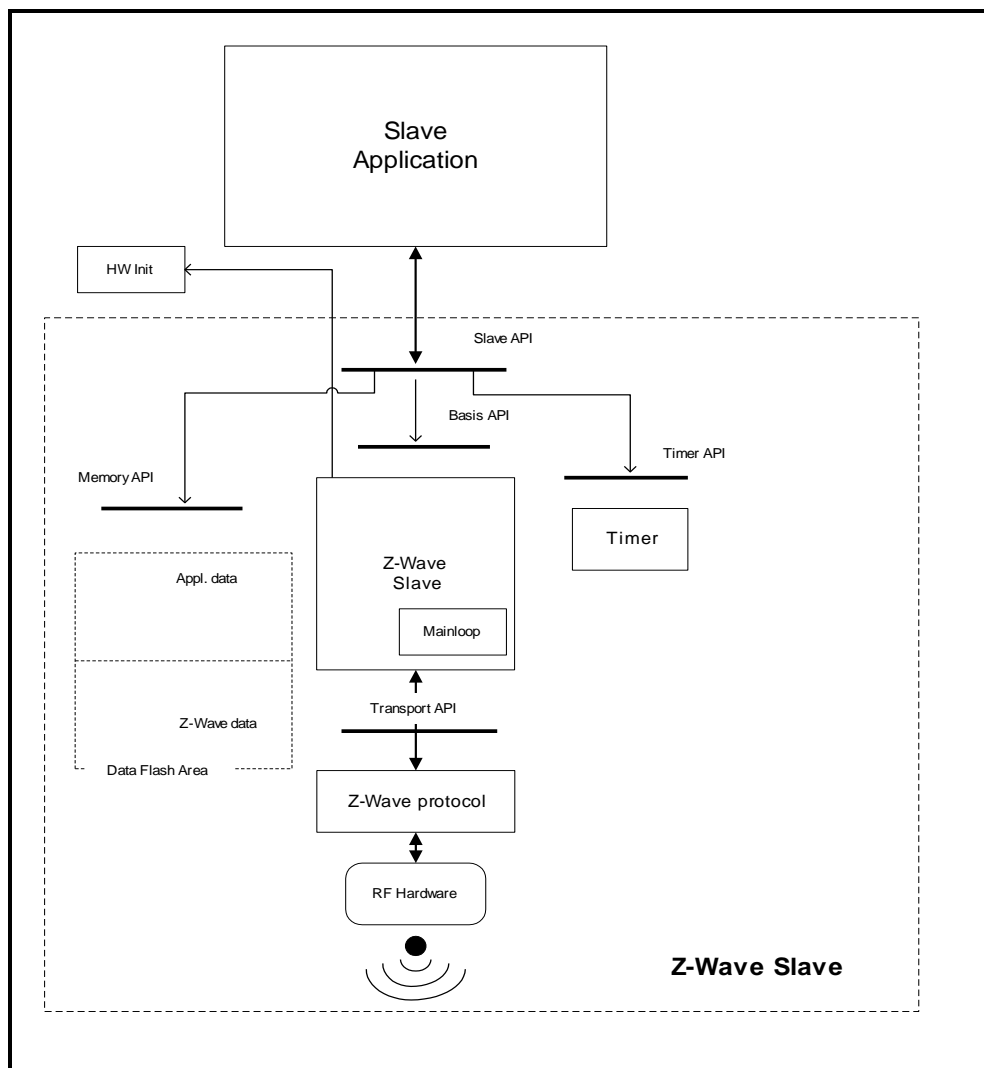 Slave
Application
HW Init
Slave API
Basis API
Timer API
Memory API
Timer
Z-Wave
Slave
Appl. data
Mainloop
Transport API
Z-Wave data
Data Flash Area
Z-Wave protocol
RF Hardware
Z-Wave Slave